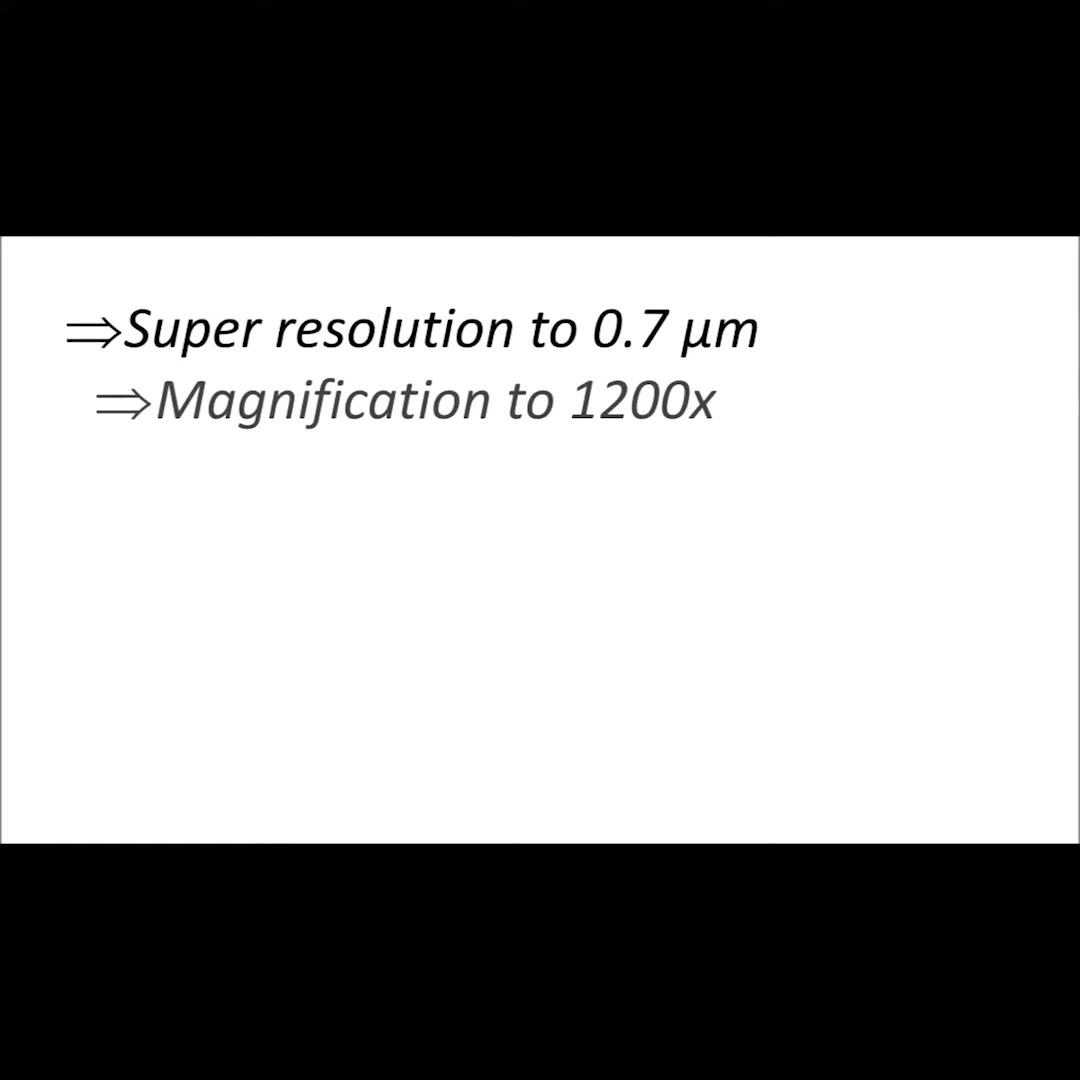 ⇒Super resolution to 0.7 µm
⇒Magnification to 1200x